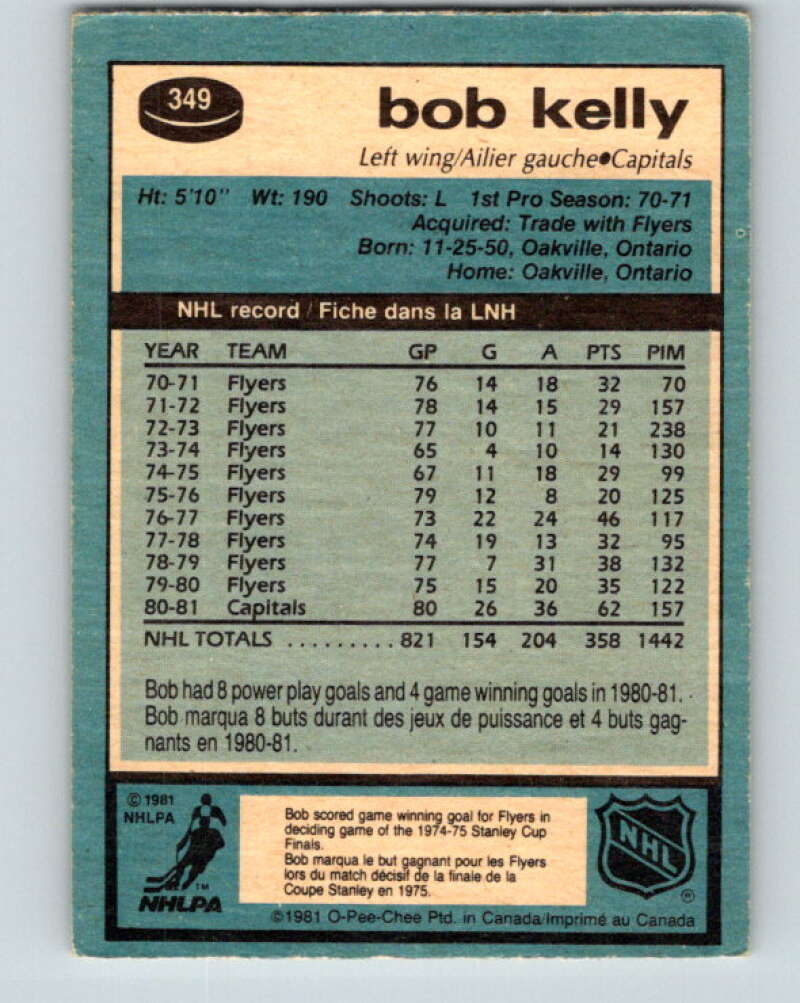 349
bob kelly
Left wing/Ailier gauche•Capitals
Ht: 5'10" Wt: 190 Shoots: L 1st Pro Season: 70-71
Acquired: Trade with Flyers
Born: 11-25-50, Oakville, Ontario
Home: Oakville, Ontario
NHL record / Fiche dans la LNH
YEAR TEAM GP G A PTS PIM
70-71 Flyers 76 14 18 32 70
71-72 Flyers 78 14 15 29 157
72-73 Flyers 77 10 11 21 238
73-74 Flyers 65 4 10 14 130
74-75 Flyers 67 11 18 29 99
75-76 Flyers 79 12 8 20 125
76-77 Flyers 73 22 24 46 117
77-78 Flyers 74 19 13 32 95
78-79 Flyers 77 7 31 38 132
79-80 Flyers 75 15 20 35 122
80-81 Capitals 80 26 36 62 157
NHL TOTALS ......... 821 154 204 358 1442
Bob had 8 power play goals and 4 game winning goals in 1980-81.
Bob marqua 8 buts durant des jeux de puissance et 4 buts gag-
nants en 1980-81.
© 1981
NHLPA
Bob scored game winning goal for Flyers in
deciding game of the 1974-75 Stanley Cup
Finals.
Bob marqua le but gagnant pour les Flyers
lors du match décisif de la finale de la
Coupe Stanley en 1975.
NHL
®
TM
NHLPA
©1981 O-Pee-Chee Ptd. in Canada/Imprimé au Canada